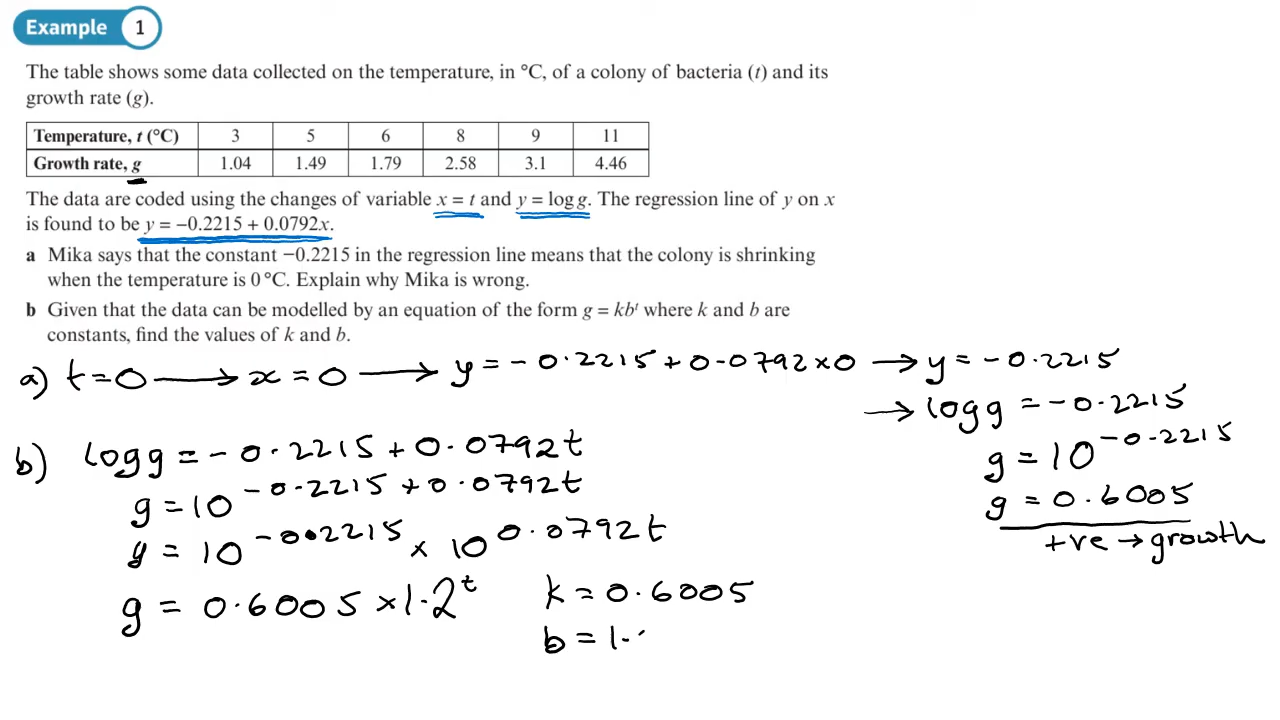 Example 1
The table shows some data collected on the temperature, in °C, of a colony of bacteria (t) and its
growth rate (g).
Temperature, t (°C) 3 5 6 8 9 11
Growth rate, g 1.04 1.49 1.79 2.58 3.1 4.46
The data are coded using the changes of variable x = t and y = log g. The regression line of y on x
is found to be y = −0.2215 + 0.0792x.
a Mika says that the constant −0.2215 in the regression line means that the colony is shrinking
when the temperature is 0 °C. Explain why Mika is wrong.
b Given that the data can be modelled by an equation of the form g = kbᵗ where k and b are
constants, find the values of k and b.
a) t = 0 → x = 0 → y = −0.2215 + 0.0792 × 0 → y = −0.2215
→ log g = −0.2215
g = 10^−0.2215
g = 0.6005
+ve → growth
b) log g = −0.2215 + 0.0792t
g = 10^−0.2215 + 0.0792t
y = 10^−0.2215 × 10^0.0792t
g = 0.6005 × 1.2^t
k = 0.6005
b = 1.